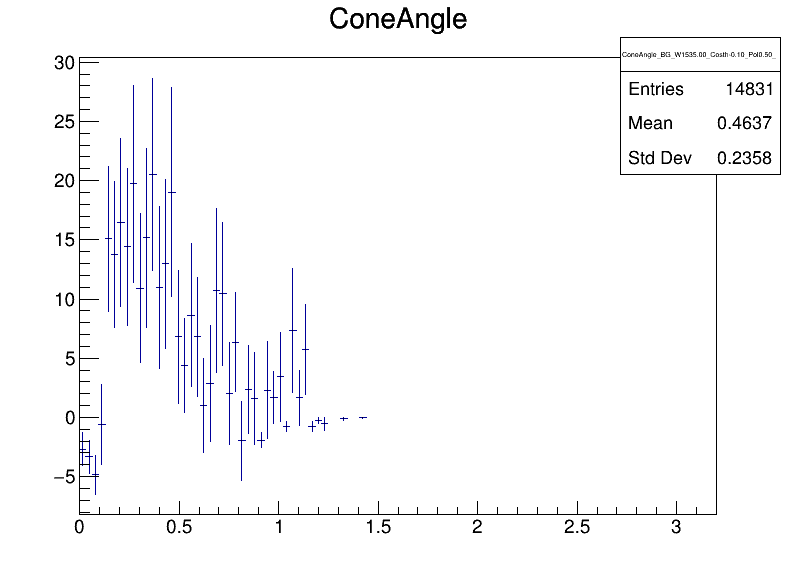 ConeAngle
ConeAngle_BG_W1535.00_Costh-0.10_Pol0.50_
Entries 14831
Mean 0.4637
Std Dev 0.2358
30
25
20
15
10
5
0
−5
0 0.5 1 1.5 2 2.5 3